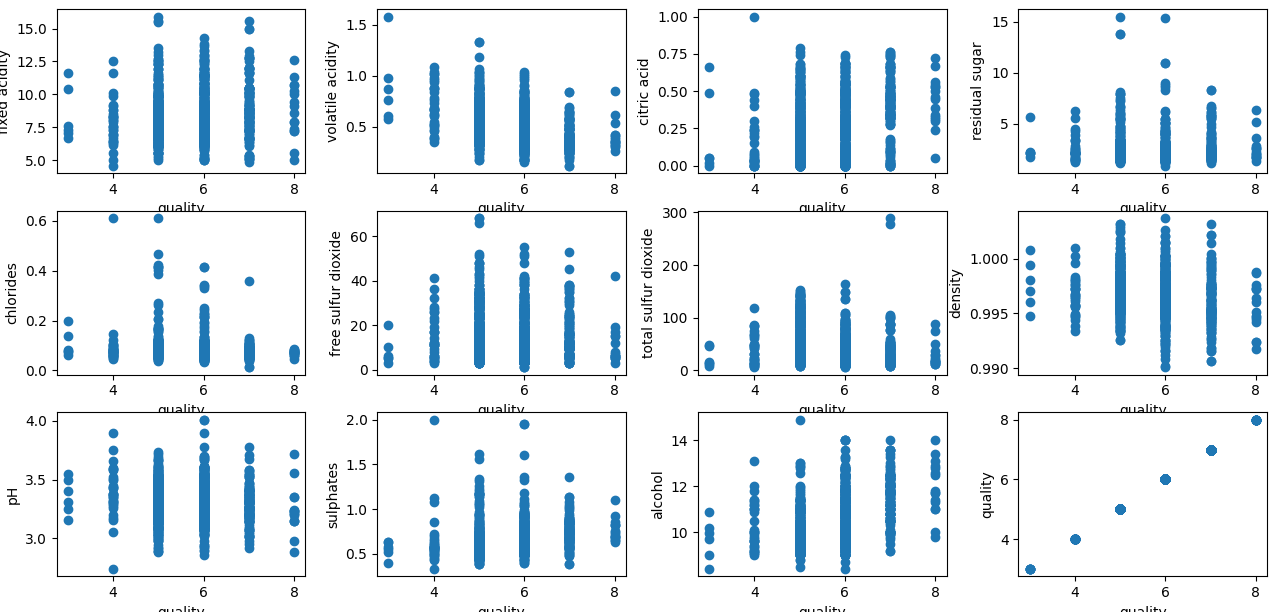 fixed acidity
15.0
12.5
10.0
7.5
5.0
4 6 8
quality
volatile acidity
1.5
1.0
0.5
4 6 8
quality
citric acid
1.00
0.75
0.50
0.25
0.00
4 6 8
quality
residual sugar
15
10
5
4 6 8
quality
chlorides
0.6
0.4
0.2
0.0
4 6 8
quality
free sulfur dioxide
60
40
20
0
4 6 8
quality
total sulfur dioxide
300
200
100
0
4 6 8
quality
density
1.000
0.995
0.990
4 6 8
quality
pH
4.0
3.5
3.0
4 6 8
quality
sulphates
2.0
1.5
1.0
0.5
4 6 8
quality
alcohol
14
12
10
4 6 8
quality
quality
8
6
4
4 6 8
quality